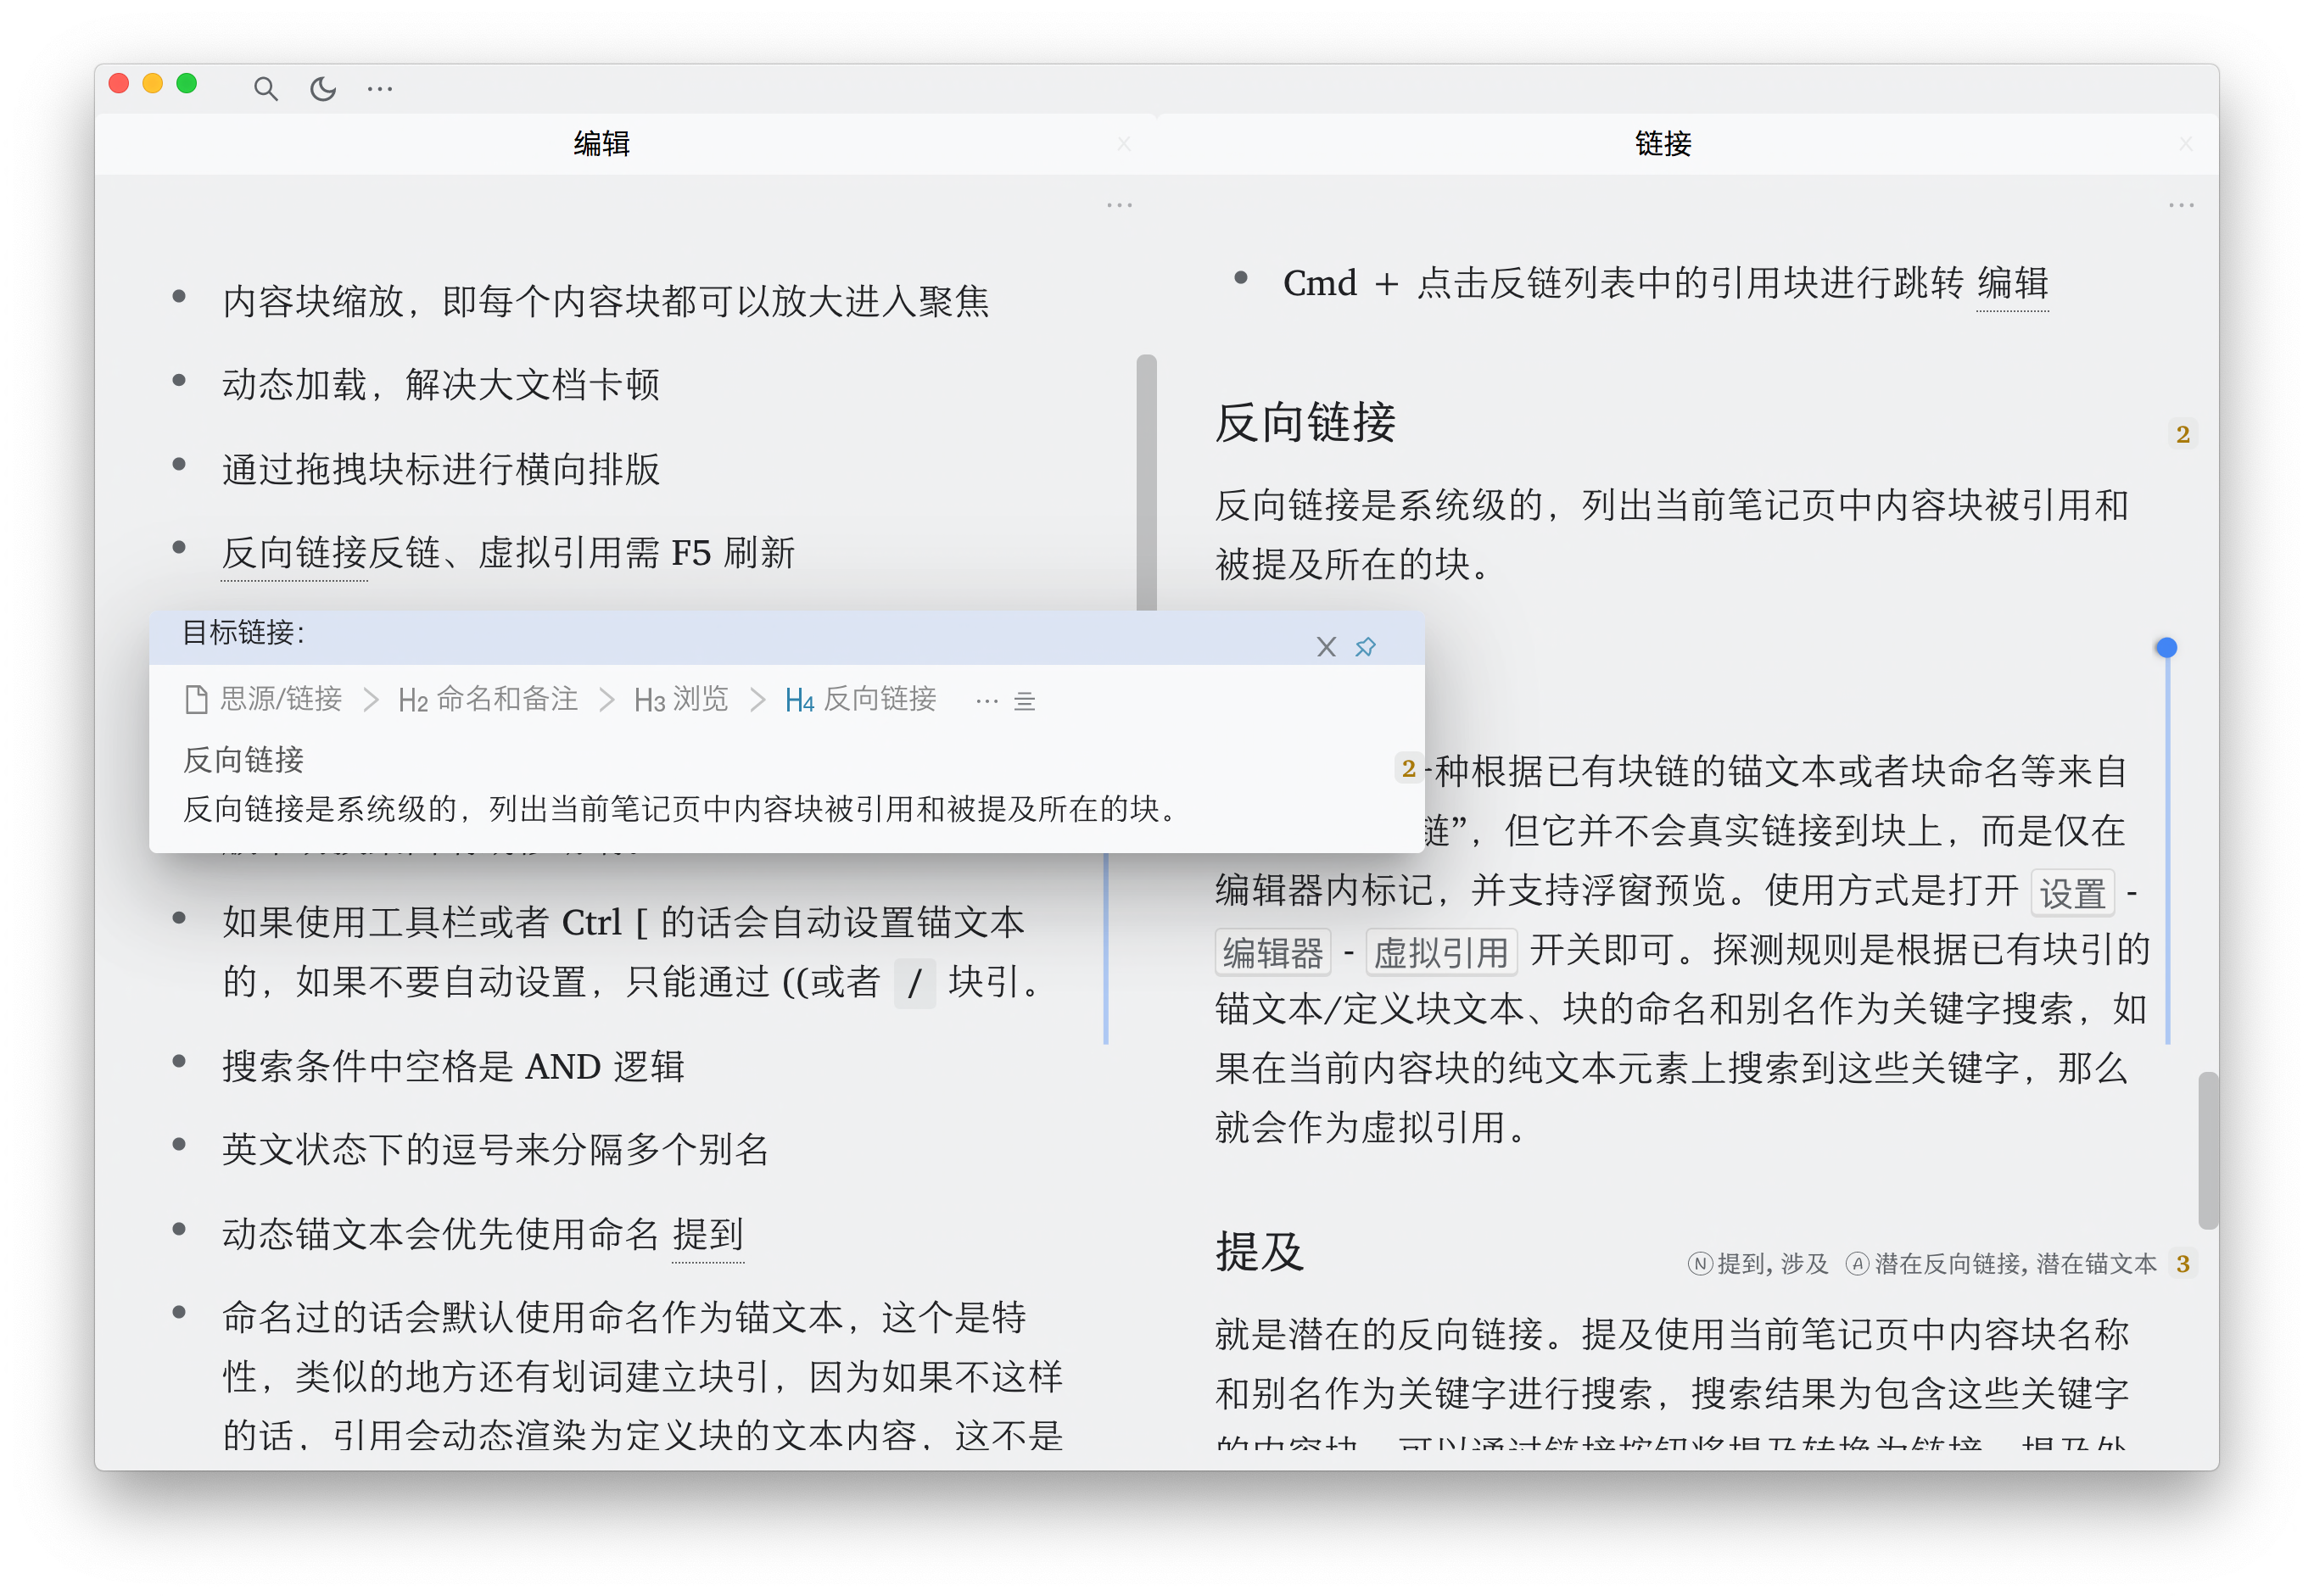 编辑
链接
内容块缩放，即每个内容块都可以放大进入聚焦
动态加载，解决大文档卡顿
通过拖拽块标进行横向排版
反向链接反链、虚拟引用需 F5 刷新
目标链接：
思源/链接 > H2 命名和备注 > H3 浏览 > H4 反向链接 ...
反向链接
2
反向链接是系统级的，列出当前笔记页中内容块被引用和被提及所在的块。
如果使用工具栏或者 Ctrl [ 的话会自动设置锚文本
的，如果不要自动设置，只能通过 ((或者 / 块引。
搜索条件中空格是 AND 逻辑
英文状态下的逗号来分隔多个别名
动态锚文本会优先使用命名 提到
命名过的话会默认使用命名作为锚文本，这个是特
性，类似的地方还有划词建立块引，因为如果不这样
的话，引用会动态渲染为定义块的文本内容，这不是
Cmd + 点击反链列表中的引用块进行跳转 编辑
反向链接
2
反向链接是系统级的，列出当前笔记页中内容块被引用和
被提及所在的块。
种根据已有块链的锚文本或者块命名等来自
链”，但它并不会真实链接到块上，而是仅在
编辑器内标记，并支持浮窗预览。使用方式是打开 设置 -
编辑器 - 虚拟引用 开关即可。探测规则是根据已有块引的
锚文本/定义块文本、块的命名和别名作为关键字搜索，如
果在当前内容块的纯文本元素上搜索到这些关键字，那么
就会作为虚拟引用。
提及
N 提到, 涉及 A 潜在反向链接, 潜在锚文本 3
就是潜在的反向链接。提及使用当前笔记页中内容块名称
和别名作为关键字进行搜索，搜索结果为包含这些关键字
的内容块。可以通过链接按钮将提及转换为链接。提及处